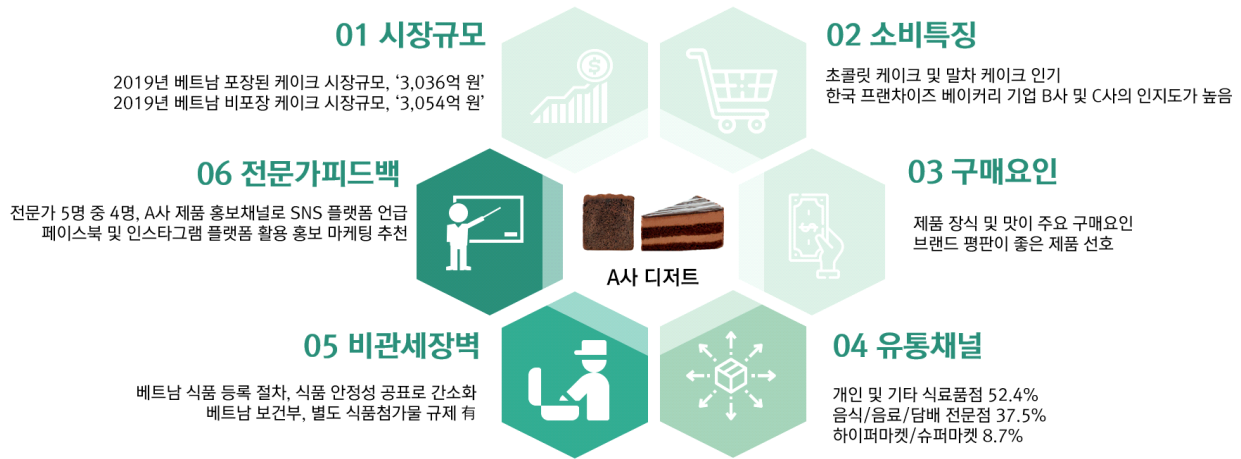 01 시장규모
2019년 베트남 포장된 케이크 시장규모, ‘3,036억 원’
2019년 베트남 비포장 케이크 시장규모, ‘3,054억 원’
02 소비특징
초콜릿 케이크 및 말차 케이크 인기
한국 프랜차이즈 베이커리 기업 B사 및 C사의 인지도가 높음
03 구매요인
제품 장식 및 맛이 주요 구매요인
브랜드 평판이 좋은 제품 선호
04 유통채널
개인 및 기타 식료품점 52.4%
음식/음료/담배 전문점 37.5%
하이퍼마켓/슈퍼마켓 8.7%
05 비관세장벽
베트남 식품 등록 절차, 식품 안정성 공표로 간소화
베트남 보건부, 별도 식품첨가물 규제 有
06 전문가피드백
전문가 5명 중 4명, A사 제품 홍보채널로 SNS 플랫폼 언급
페이스북 및 인스타그램 플랫폼 활용 홍보 마케팅 추천
A사 디저트